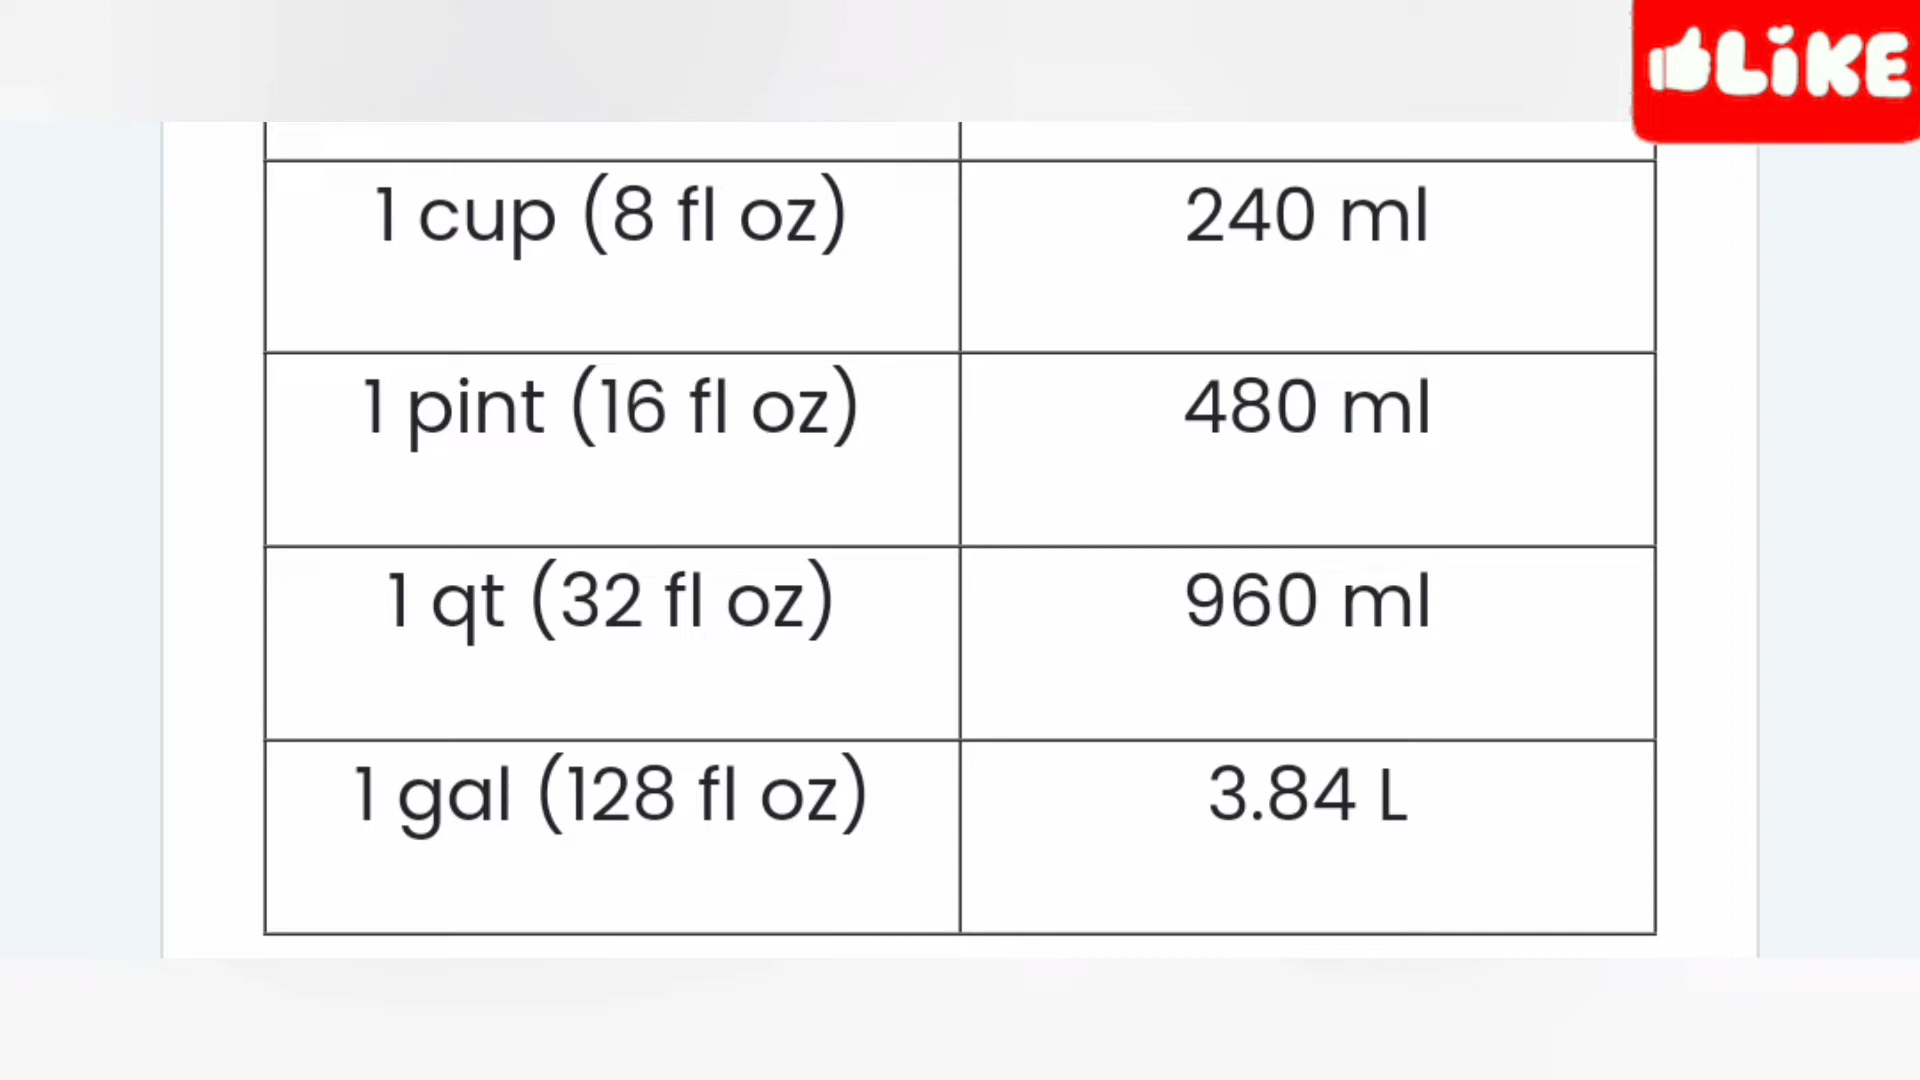 LiKE
1 cup (8 fl oz) 240 ml
1 pint (16 fl oz) 480 ml
1 qt (32 fl oz) 960 ml
1 gal (128 fl oz) 3.84 L